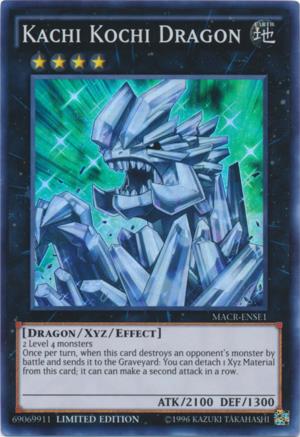 KACHI KOCHI DRAGON
EARTH
地
MACR-ENSE1
[DRAGON/XYZ/EFFECT]
2 Level 4 monsters
Once per turn, when this card destroys an opponent's monster by
battle and sends it to the Graveyard: You can detach 1 Xyz Material
from this card; it can make a second attack in a row.
ATK/2100 DEF/1300
69069911 LIMITED EDITION ©1996 KAZUKI TAKAHASHI